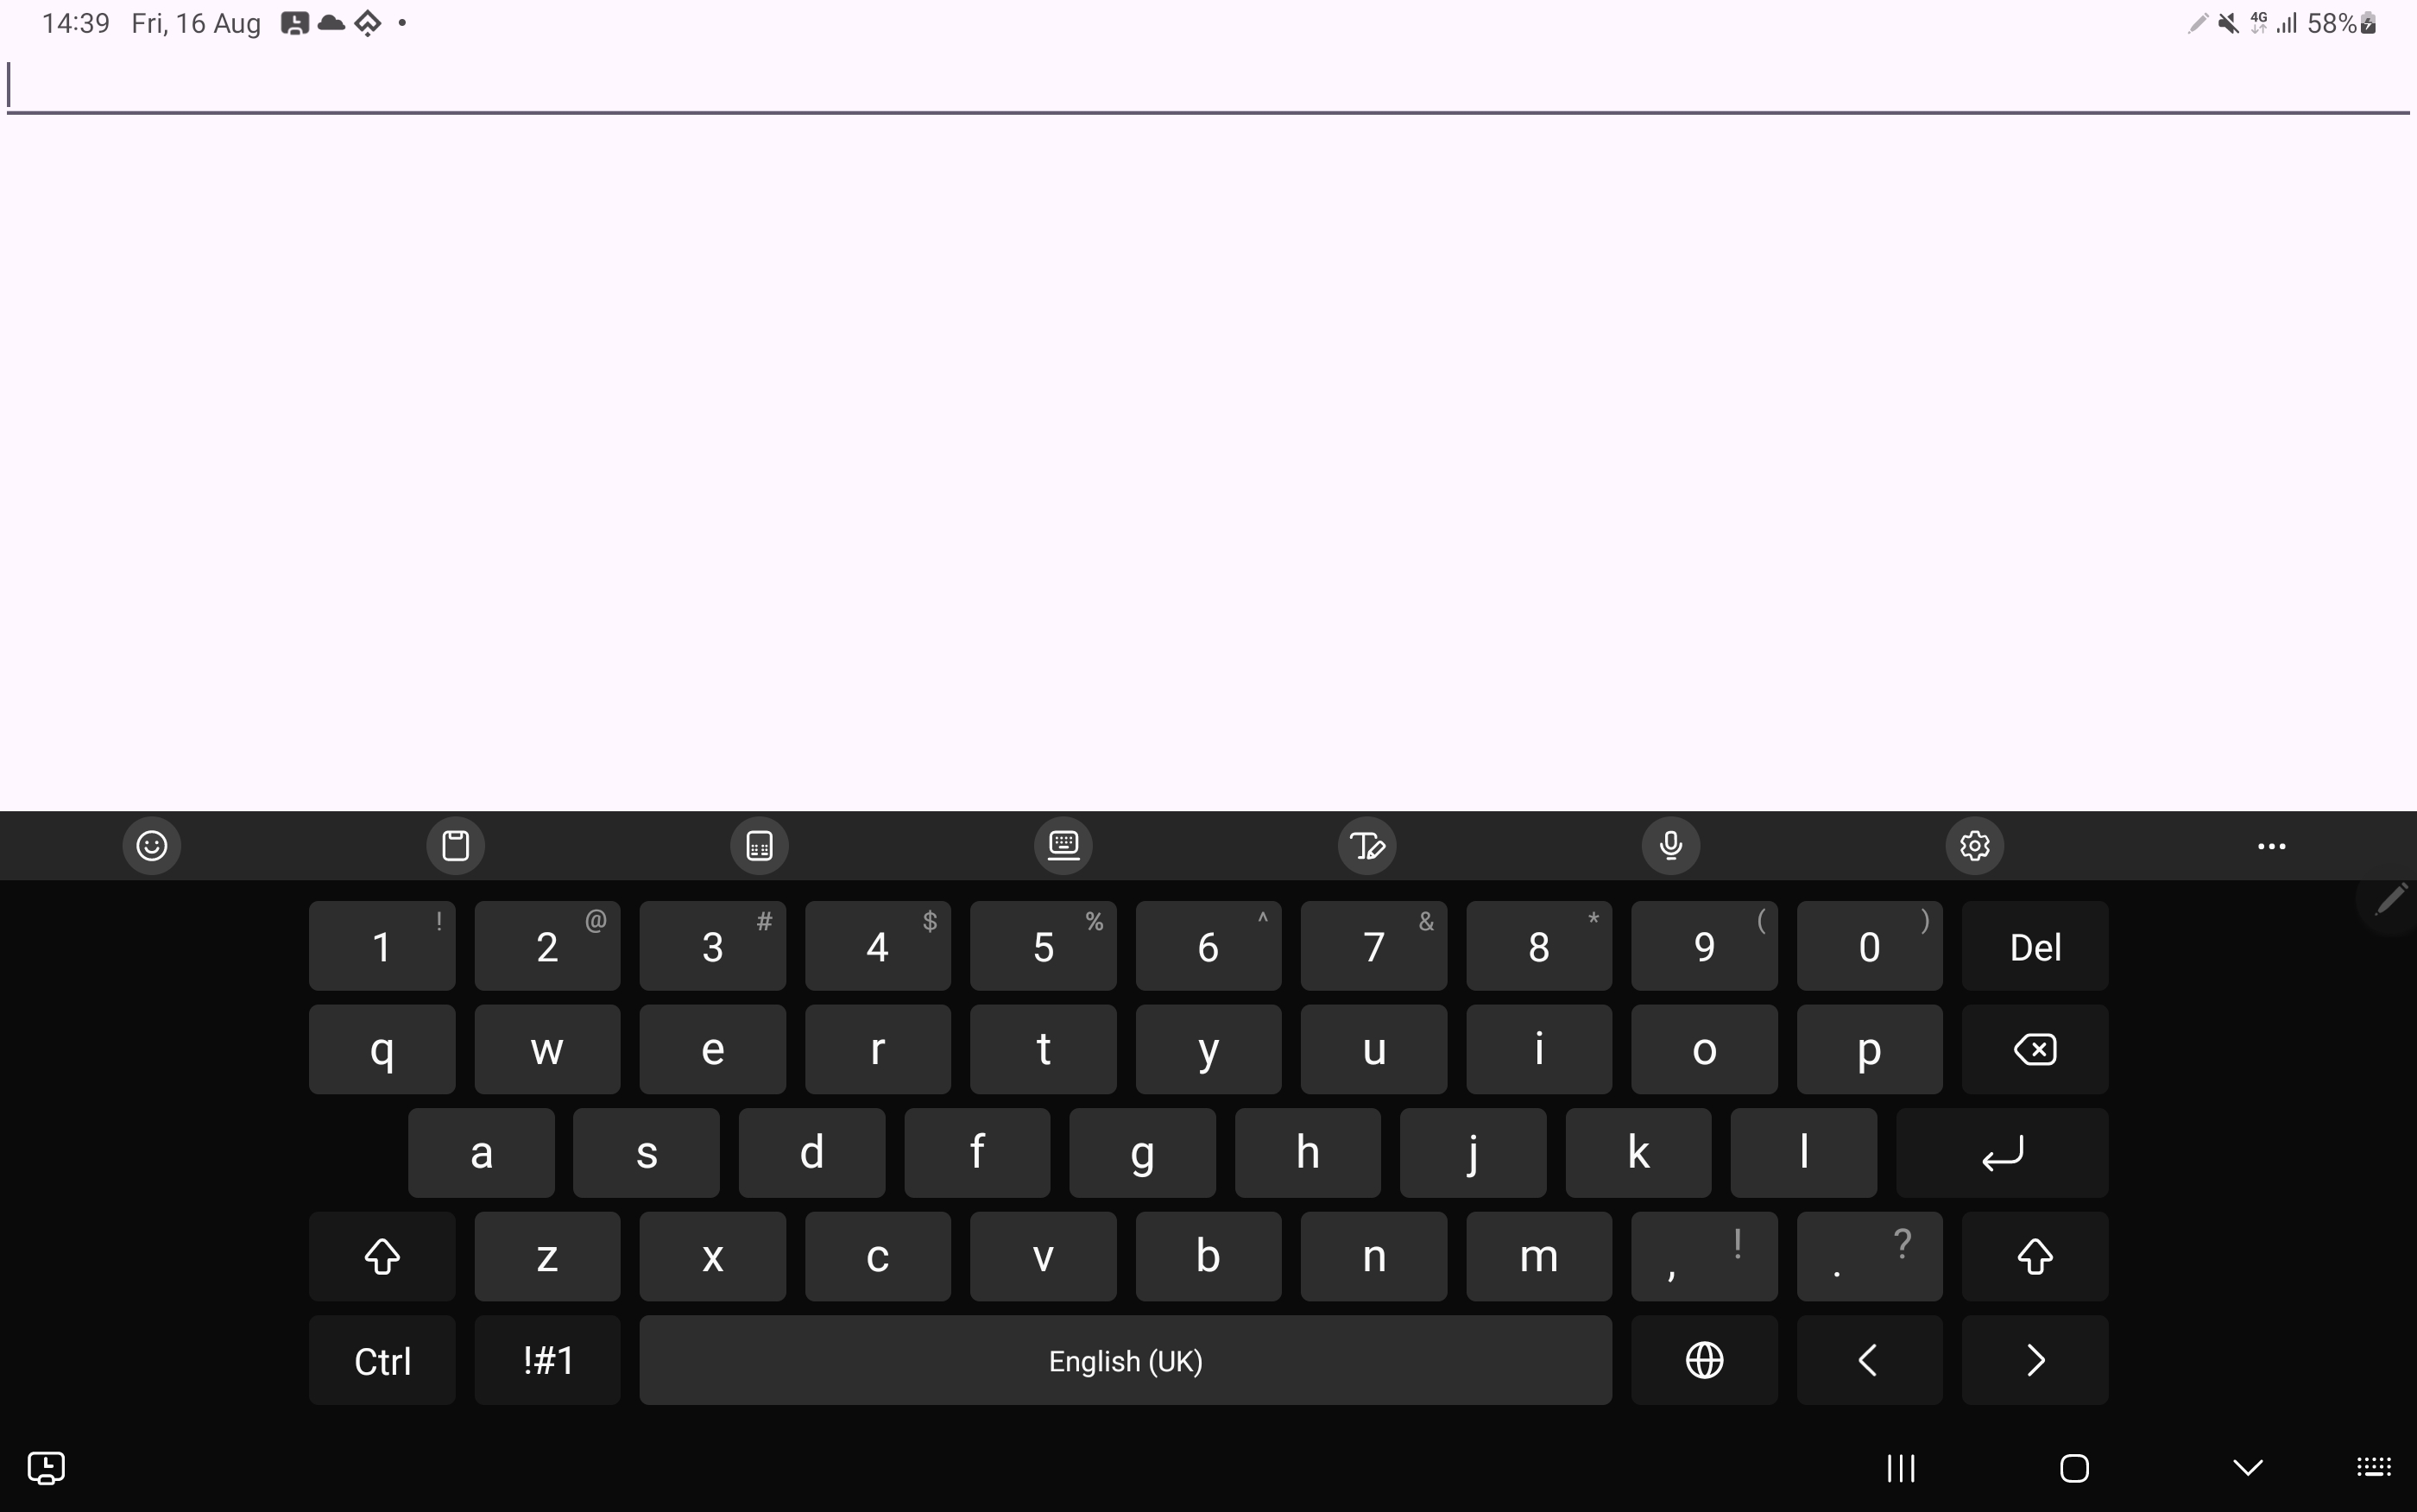 14:39 Fri, 16 Aug
4G 58%
1 ! 2 @ 3 # 4 $ 5 % 6 ^ 7 & 8 * 9 ( 0 ) Del
q w e r t y u i o p
a s d f g h j k l
z x c v b n m , ! . ?
Ctrl !#1 English (UK)